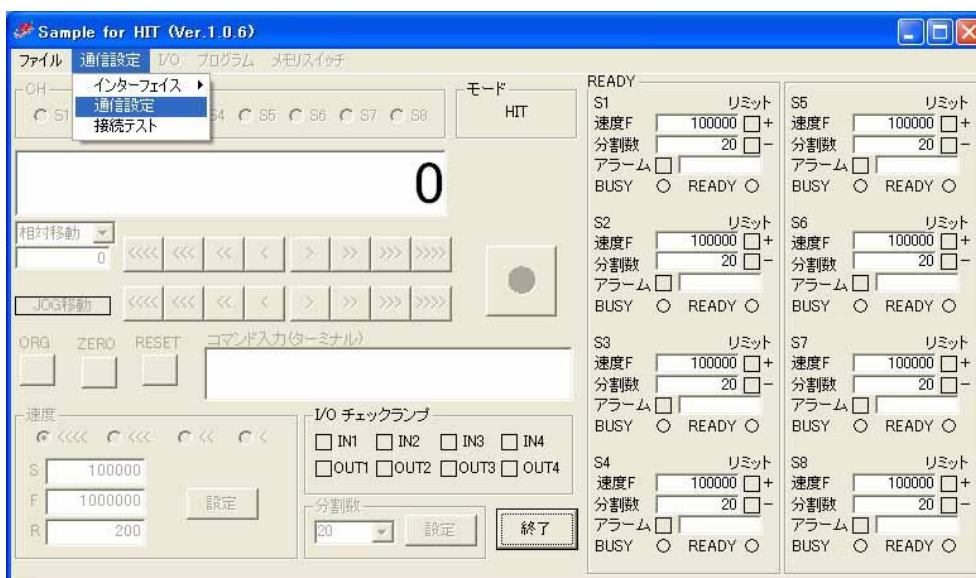 Sample for HIT (Ver.1.0.6)
ファイル 通信設定 I/O プログラム メモリスイッチ
インターフェイス
通信設定
接続テスト
CH
S1 S4 S5 S6 S7 S8
モード
HIT
0
相対移動
0
<<<< <<< << < > >> >>> >>>>
JOG移動
<<<< <<< << < > >> >>> >>>>
ORG ZERO RESET
コマンド入力(ターミナル)
速度
<<<< <<< << <
S 100000
F 1000000
R 200
設定
I/O チェックランプ
IN1 IN2 IN3 IN4
OUT1 OUT2 OUT3 OUT4
分割数
20 設定
終了
READY
S1 リミット
速度F 100000 +
分割数 20 -
アラーム
BUSY READY
S2 リミット
速度F 100000 +
分割数 20 -
アラーム
BUSY READY
S3 リミット
速度F 100000 +
分割数 20 -
アラーム
BUSY READY
S4 リミット
速度F 100000 +
分割数 20 -
アラーム
BUSY READY
S5 リミット
速度F 100000 +
分割数 20 -
アラーム
BUSY READY
S6 リミット
速度F 100000 +
分割数 20 -
アラーム
BUSY READY
S7 リミット
速度F 100000 +
分割数 20 -
アラーム
BUSY READY
S8 リミット
速度F 100000 +
分割数 20 -
アラーム
BUSY READY